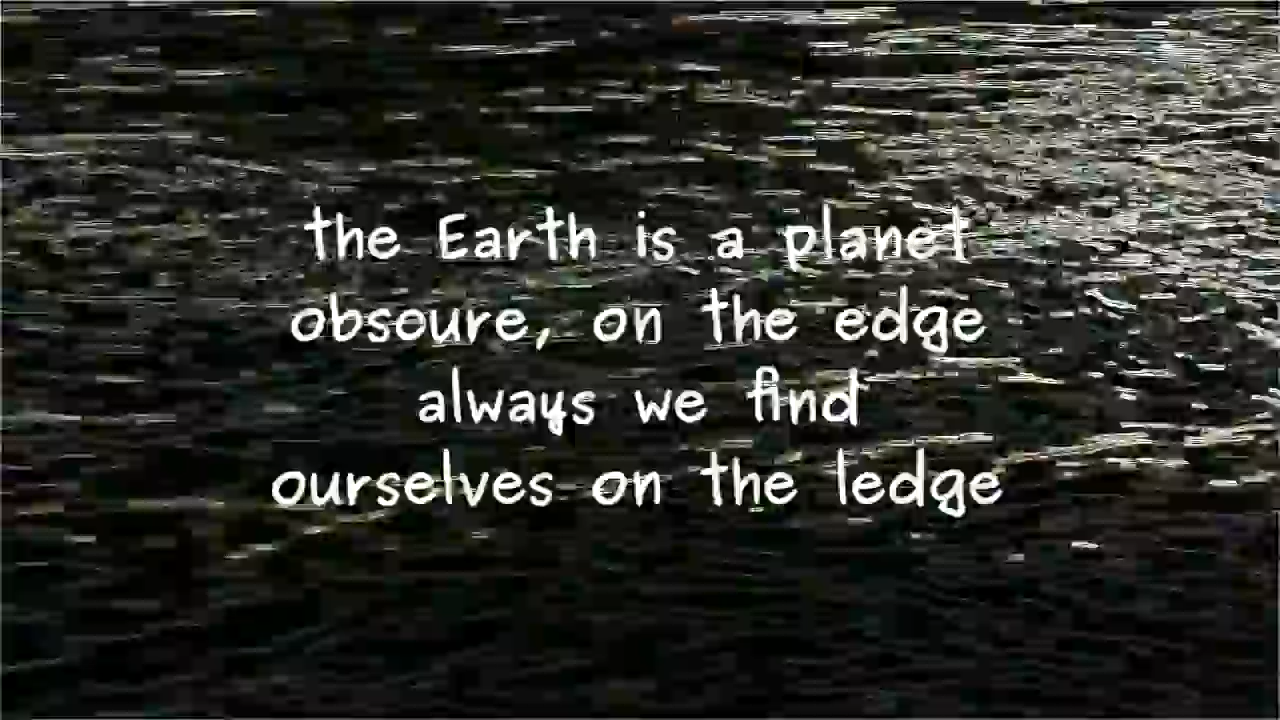 the Earth is a planet
obsoure, on the edge
always we find
ourselves on the ledge